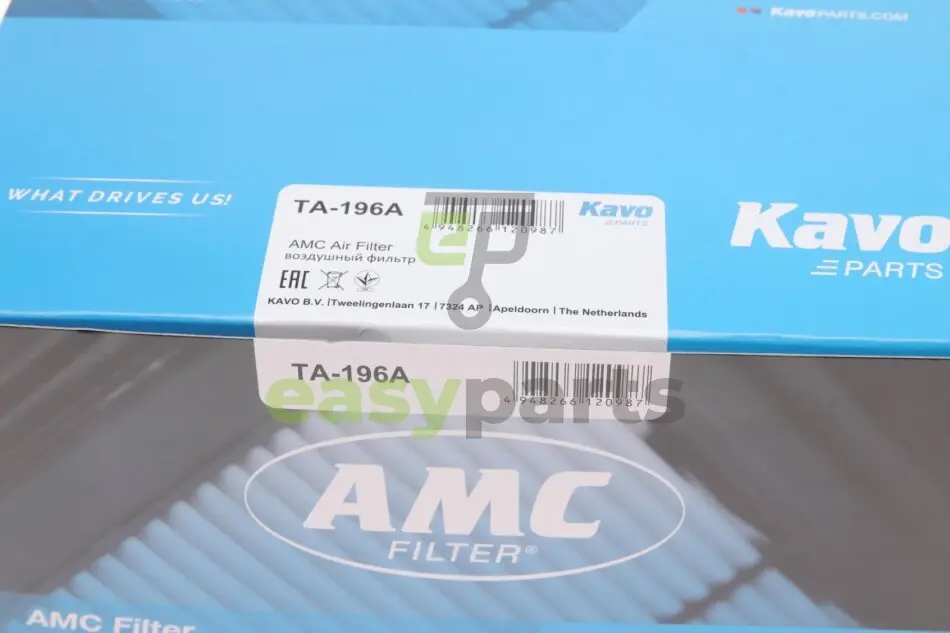 KavoPARTS.COM
WHAT DRIVES US!
TA-196A
4 948266 120987
Kavo
PARTS
AMC Air Filter
воздушный фильтр
EAC
KAVO B.V. |Tweelingenlaan 17 |7324 AP |Apeldoorn | The Netherlands
Kavo
PARTS
TA-196A
4 948266 120987
ep
easyparts
AMC
FILTER®
AMC Filter